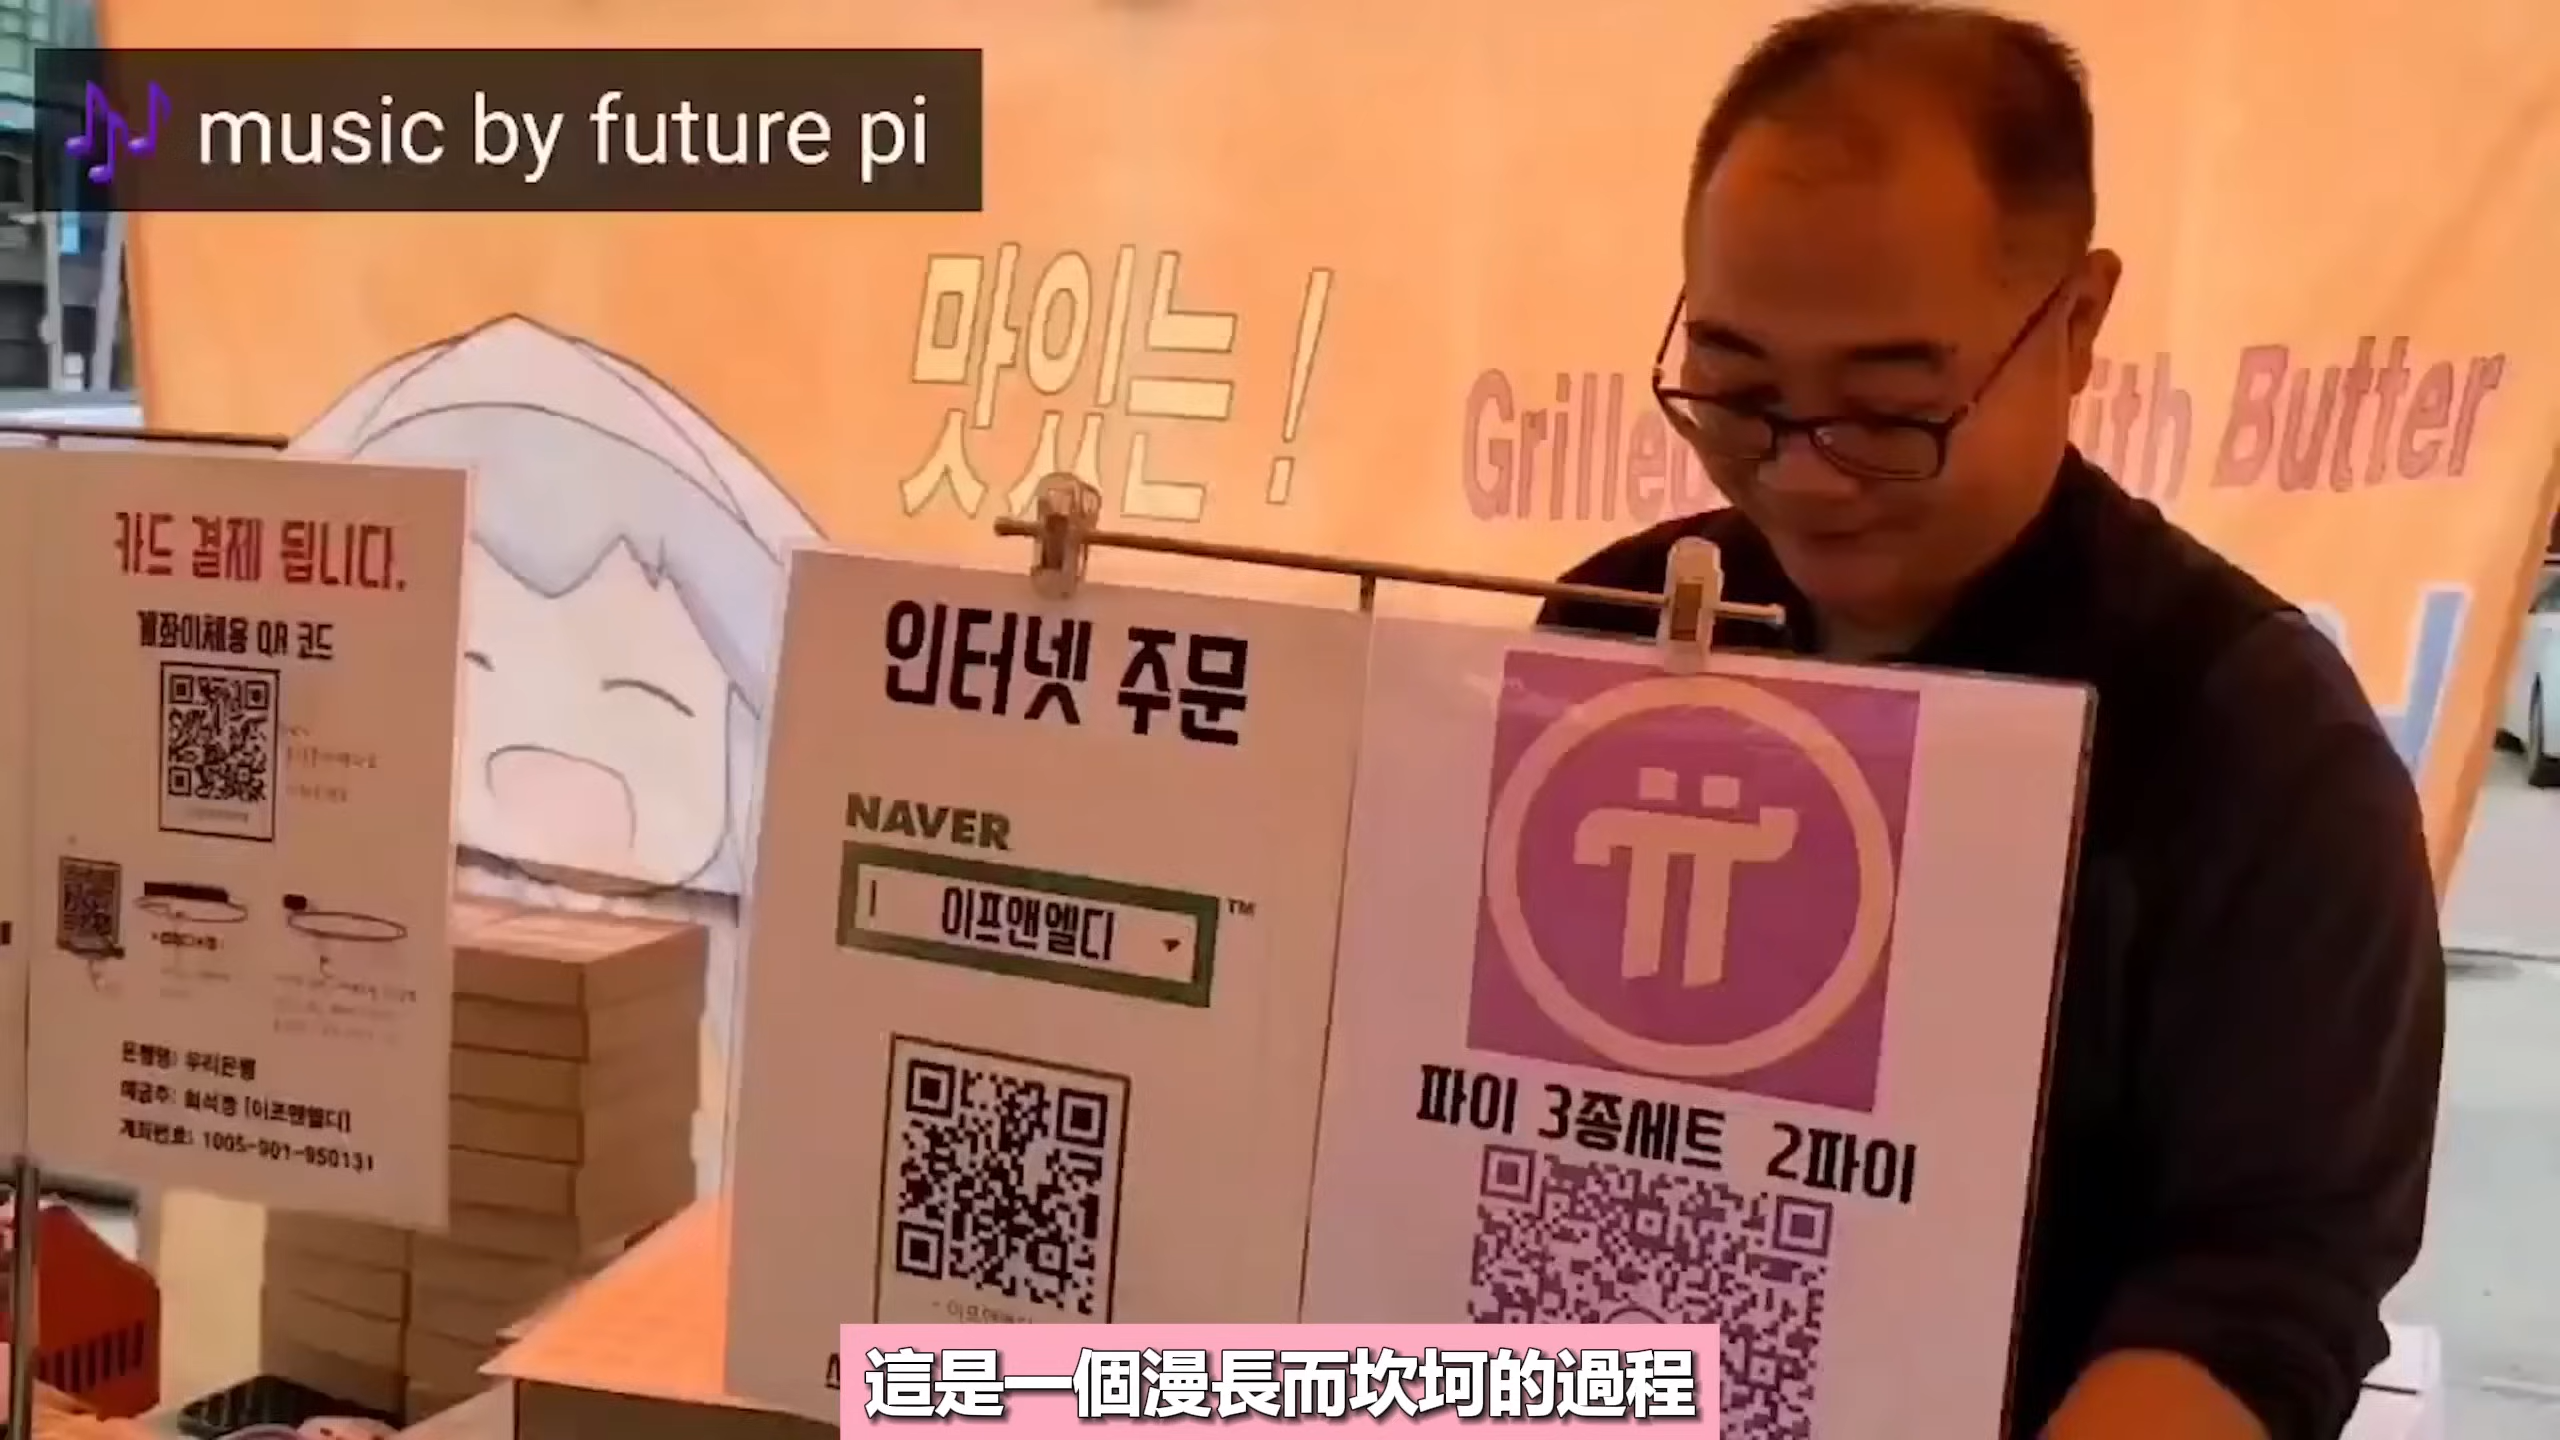 music by future pi
맛있는!
Grilled with Butter
카드 결제 됩니다.
계좌이체용 QR 코드
은행명: 우리은행
예금주: 최석종 [이프앤엘디]
계좌번호: 1005-901-950131
인터넷 주문
NAVER
이프앤엘디
TM
파이 3종세트 2파이
這是一個漫長而坎坷的過程